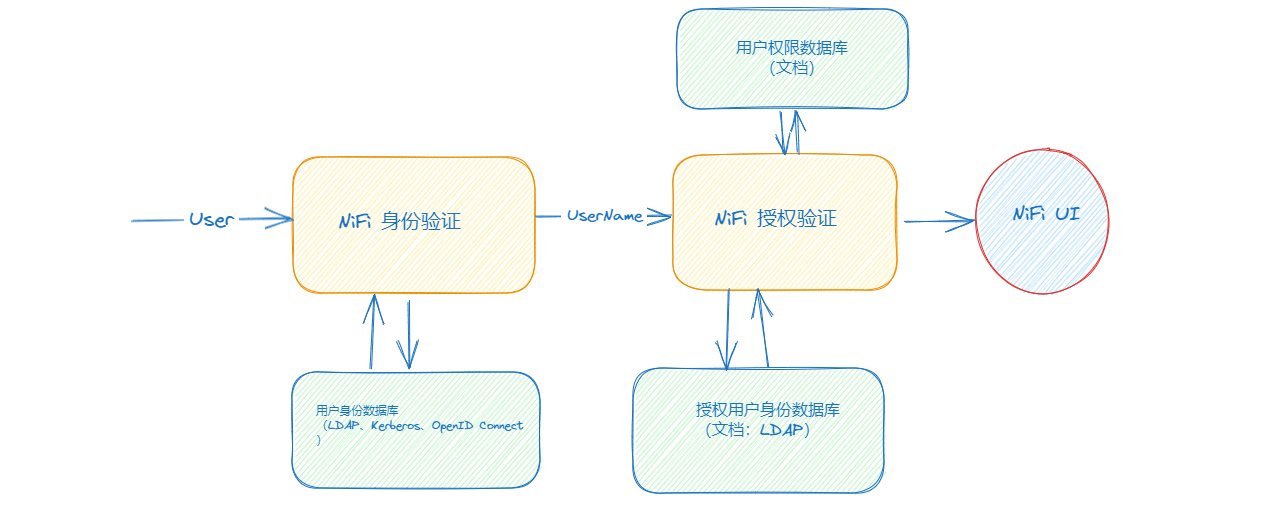 用户权限数据库
（文档）
User
NiFi 身份验证
UserName
NiFi 授权验证
NiFi UI
用户身份数据库
（LDAP、Kerberos、OpenID Connect
）
授权用户身份数据库
（文档：LDAP）